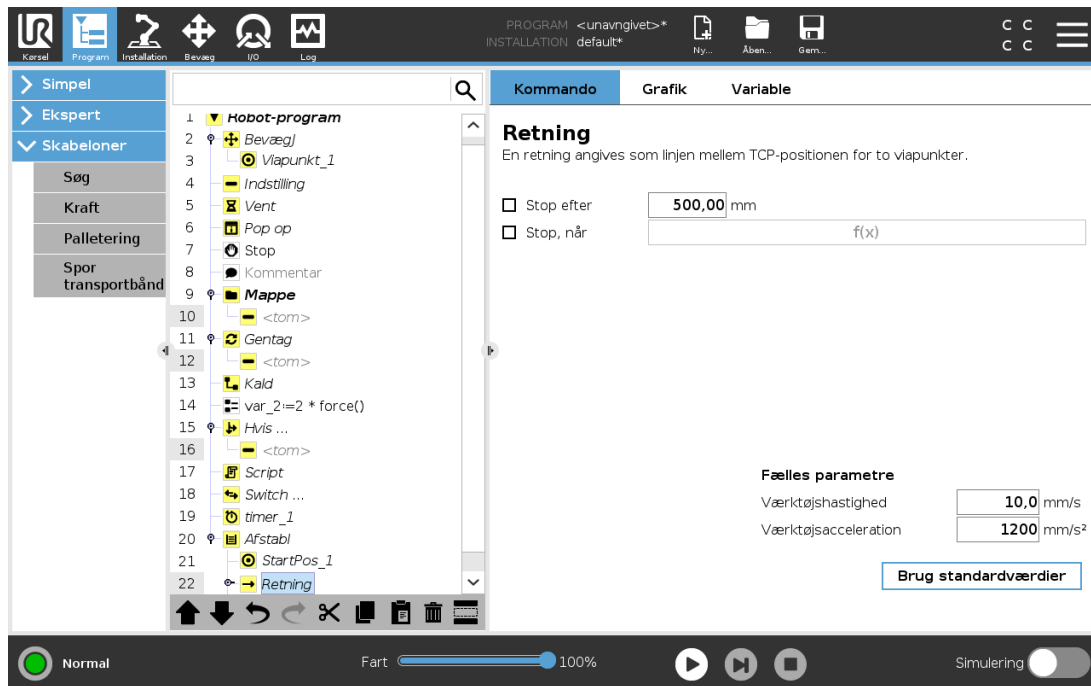 UR
Kørsel
Program
Installation
Bevæg
I/O
Log
PROGRAM <unavngivet>*
INSTALLATION default*
Ny...
Åben...
Gem...
C C
C C
Simpel
Ekspert
Skabeloner
Søg
Kraft
Palletering
Spor
transportbånd
1 Robot-program
2 BevægJ
3 Viapunkt_1
4 Indstilling
5 Vent
6 Pop op
7 Stop
8 Kommentar
9 Mappe
10 <tom>
11 Gentag
12 <tom>
13 Kald
14 var_2:=2 * force()
15 Hvis ...
16 <tom>
17 Script
18 Switch ...
19 timer_1
20 Afstabl
21 StartPos_1
22 Retning
Kommando Grafik Variable
Retning
En retning angives som linjen mellem TCP-positionen for to viapunkter.
Stop efter 500,00 mm
Stop, når f(x)
Fælles parametre
Værktøjshastighed 10,0 mm/s
Værktøjsacceleration 1200 mm/s²
Brug standardværdier
Normal
Fart 100%
Simulering